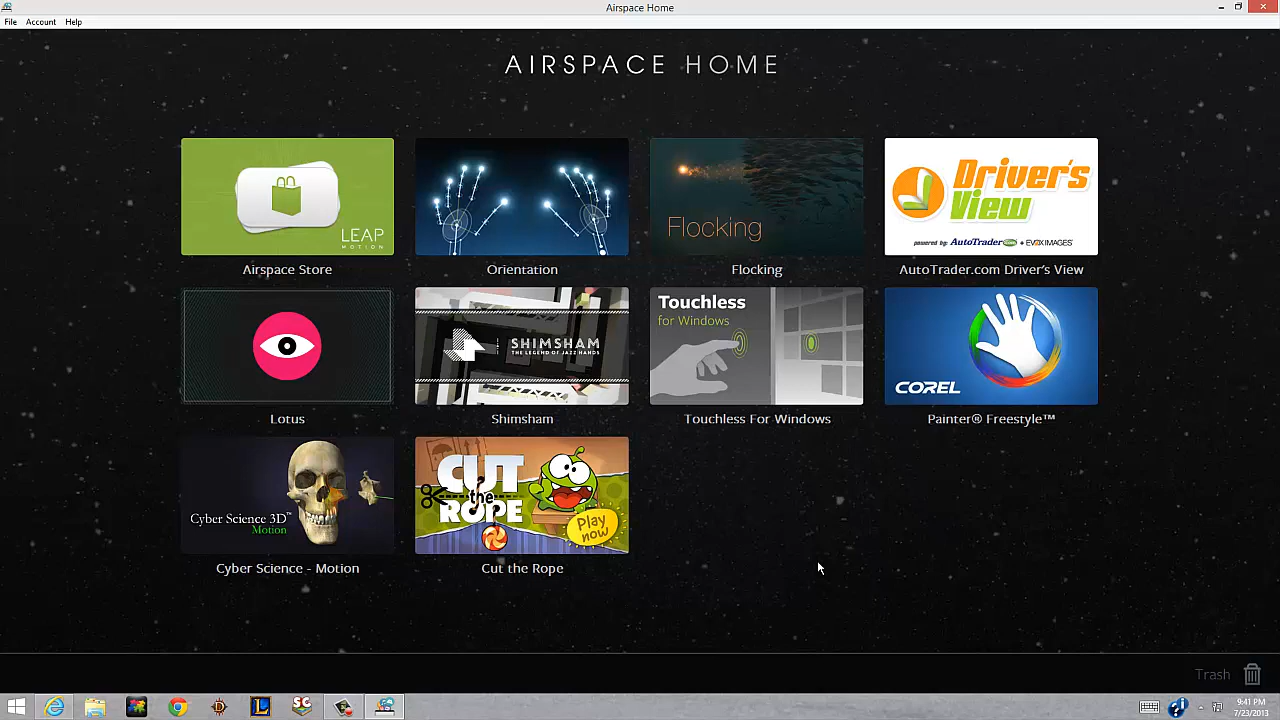 Airspace Home
File Account Help
AIRSPACE HOME
LEAP
MOTION
Airspace Store
Orientation
Flocking
Flocking
Driver's
View
powered by: AutoTrader.com + EVOX IMAGES
AutoTrader.com Driver's View
Lotus
SHIMSHAM
THE LEGEND OF JAZZ HANDS
Shimsham
Touchless
for Windows
Touchless For Windows
COREL
Painter® Freestyle™
Cyber Science 3D™
Motion
Cyber Science - Motion
CUT
the
ROPE
Play
now
Cut the Rope
Trash
SC
9:41 PM
7/23/2013